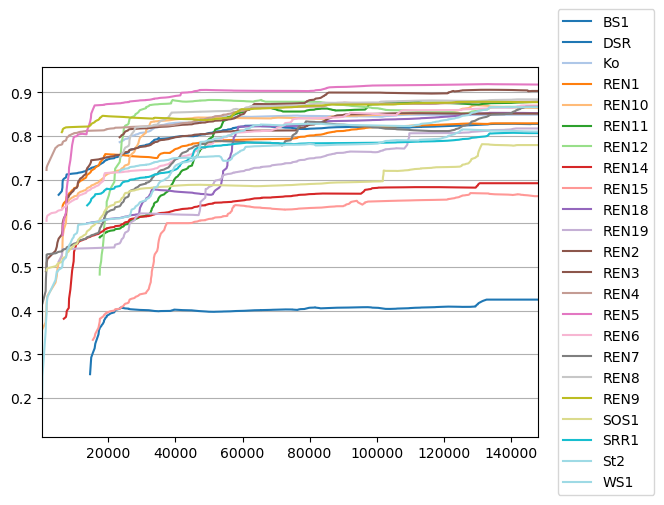 BS1
DSR
Ko
REN1
REN10
REN11
REN12
REN14
REN15
REN18
REN19
REN2
REN3
REN4
REN5
REN6
REN7
REN8
REN9
SOS1
SRR1
St2
WS1
0.9
0.8
0.7
0.6
0.5
0.4
0.3
0.2
20000 40000 60000 80000 100000 120000 140000